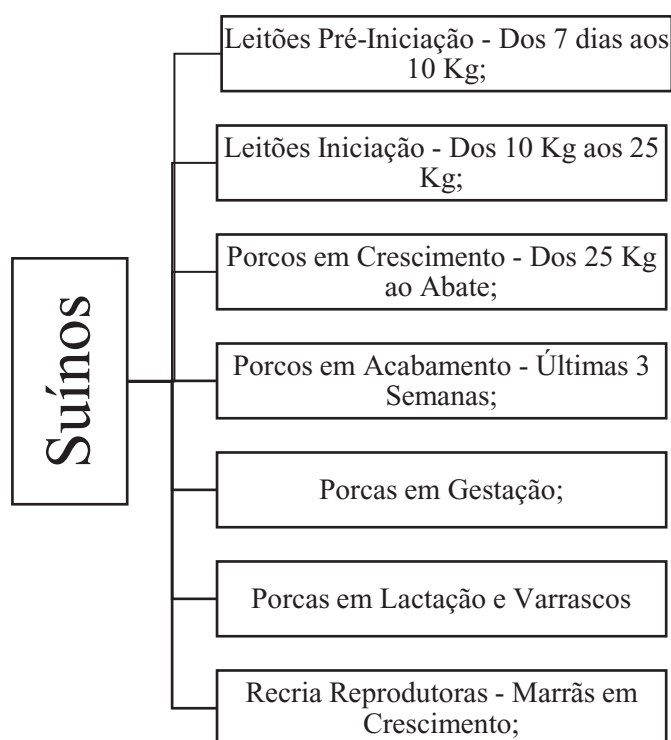 Suínos
Leitões Pré-Iniciação - Dos 7 dias aos
10 Kg;
Leitões Iniciação - Dos 10 Kg aos 25
Kg;
Porcos em Crescimento - Dos 25 Kg
ao Abate;
Porcos em Acabamento - Últimas 3
Semanas;
Porcas em Gestação;
Porcas em Lactação e Varrascos
Recria Reprodutoras - Marrãs em
Crescimento;